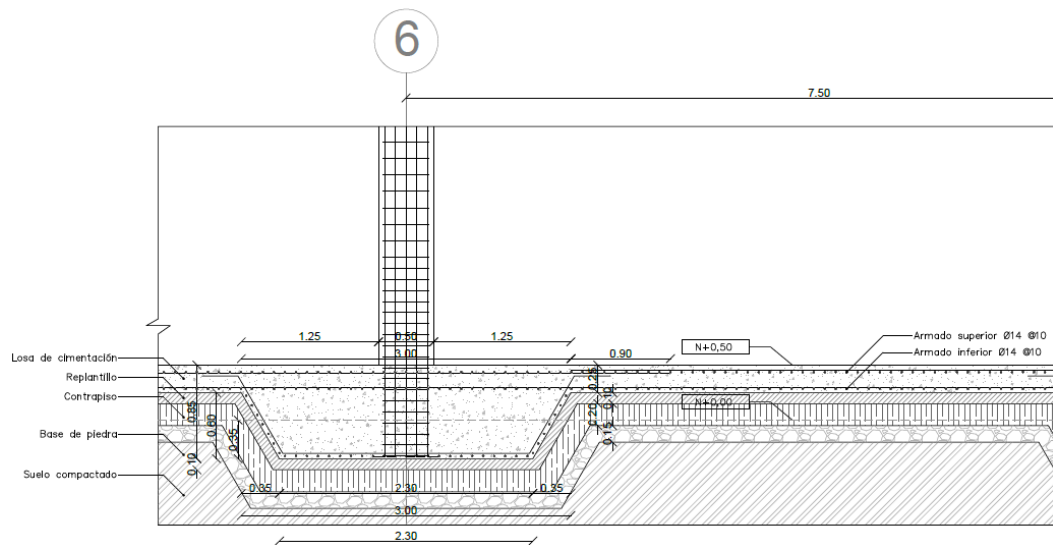 6
7.50
1.25
0.50
1.25
3.00
0.90
Armado superior Ø14 @10
N+0,50
Armado inferior Ø14 @10
Losa de cimentación
Replantillo
Contrapiso
Base de piedra
Suelo compactado
0.85
0.60
0.35
0.10
0.25
0.10
0.20
0.15
N+0,00
0.35
2.30
0.35
3.00
2.30